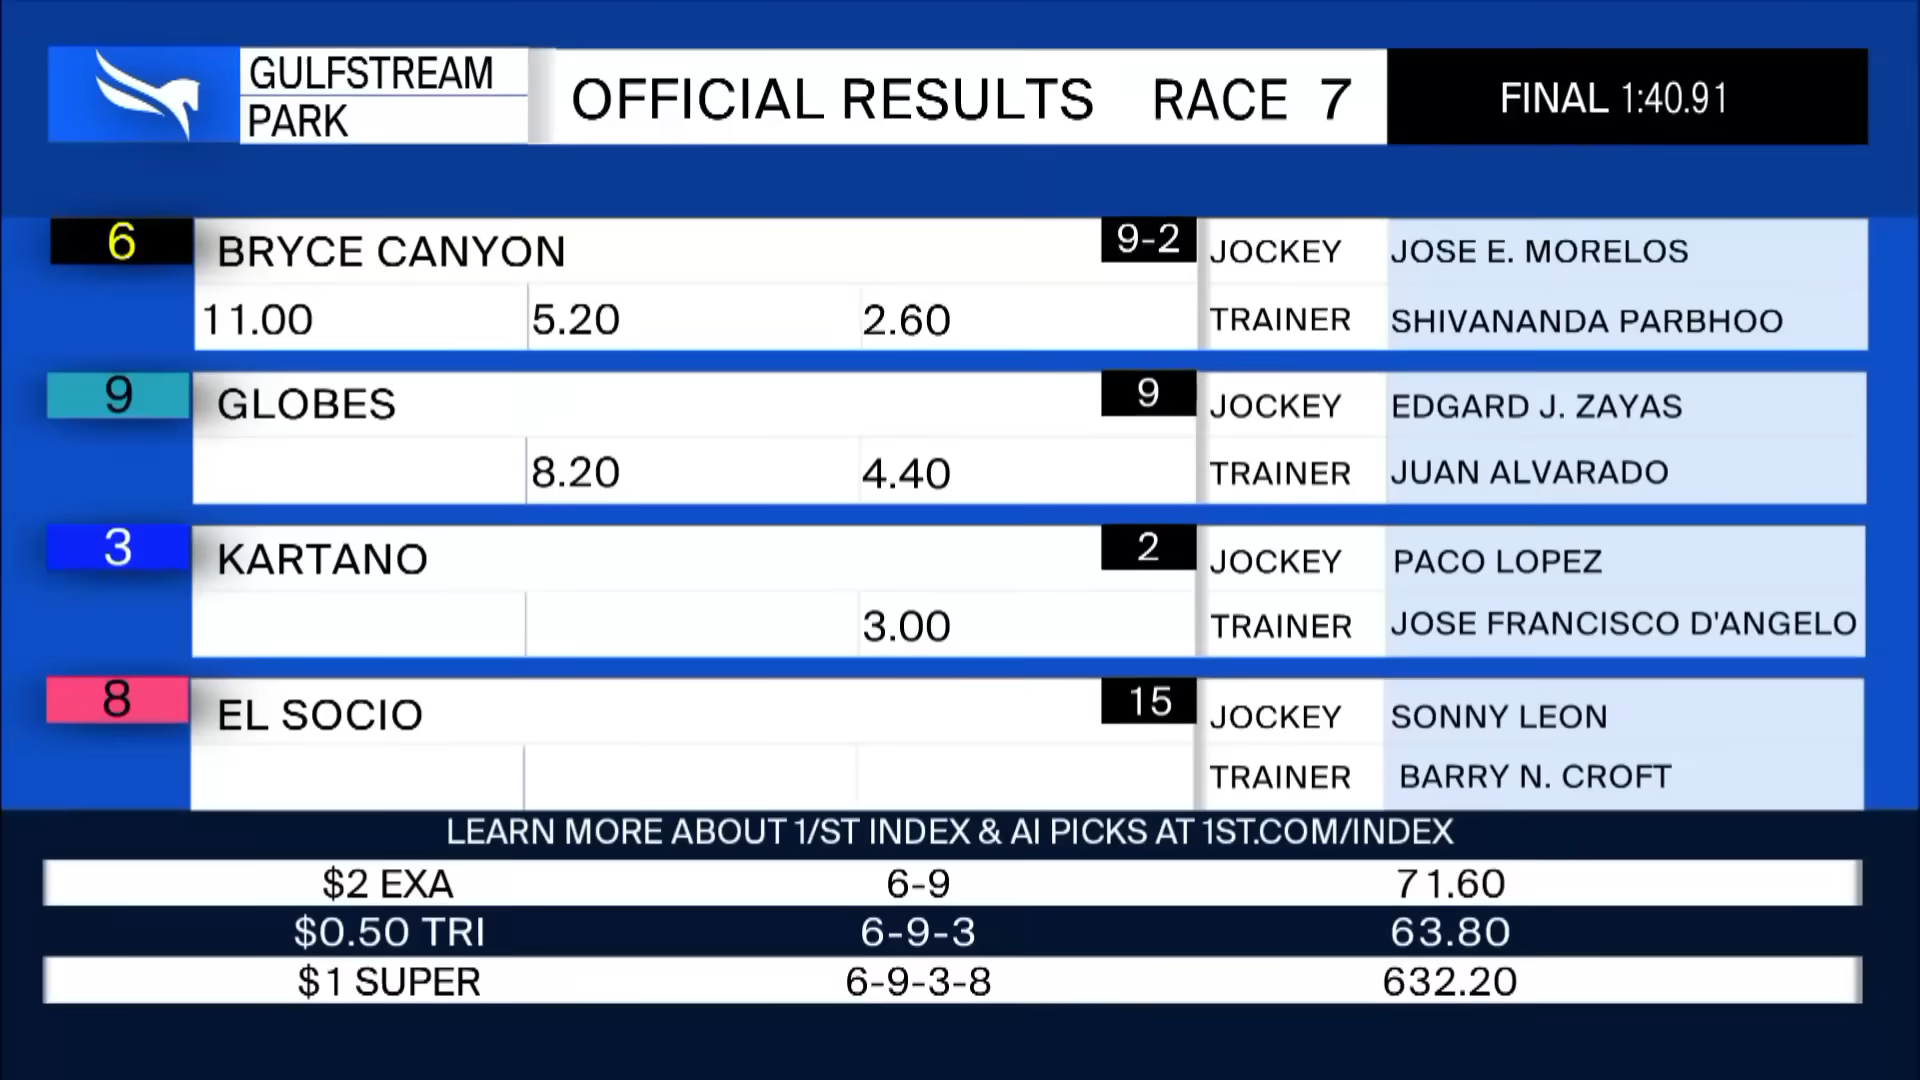 GULFSTREAM
PARK
OFFICIAL RESULTS RACE 7
FINAL 1:40.91
6 BRYCE CANYON 9-2 JOCKEY JOSE E. MORELOS
11.00 5.20 2.60 TRAINER SHIVANANDA PARBHOO
9 GLOBES 9 JOCKEY EDGARD J. ZAYAS
8.20 4.40 TRAINER JUAN ALVARADO
3 KARTANO 2 JOCKEY PACO LOPEZ
3.00 TRAINER JOSE FRANCISCO D'ANGELO
8 EL SOCIO 15 JOCKEY SONNY LEON
TRAINER BARRY N. CROFT
LEARN MORE ABOUT 1/ST INDEX & AI PICKS AT 1ST.COM/INDEX
$2 EXA 6-9 71.60
$0.50 TRI 6-9-3 63.80
$1 SUPER 6-9-3-8 632.20